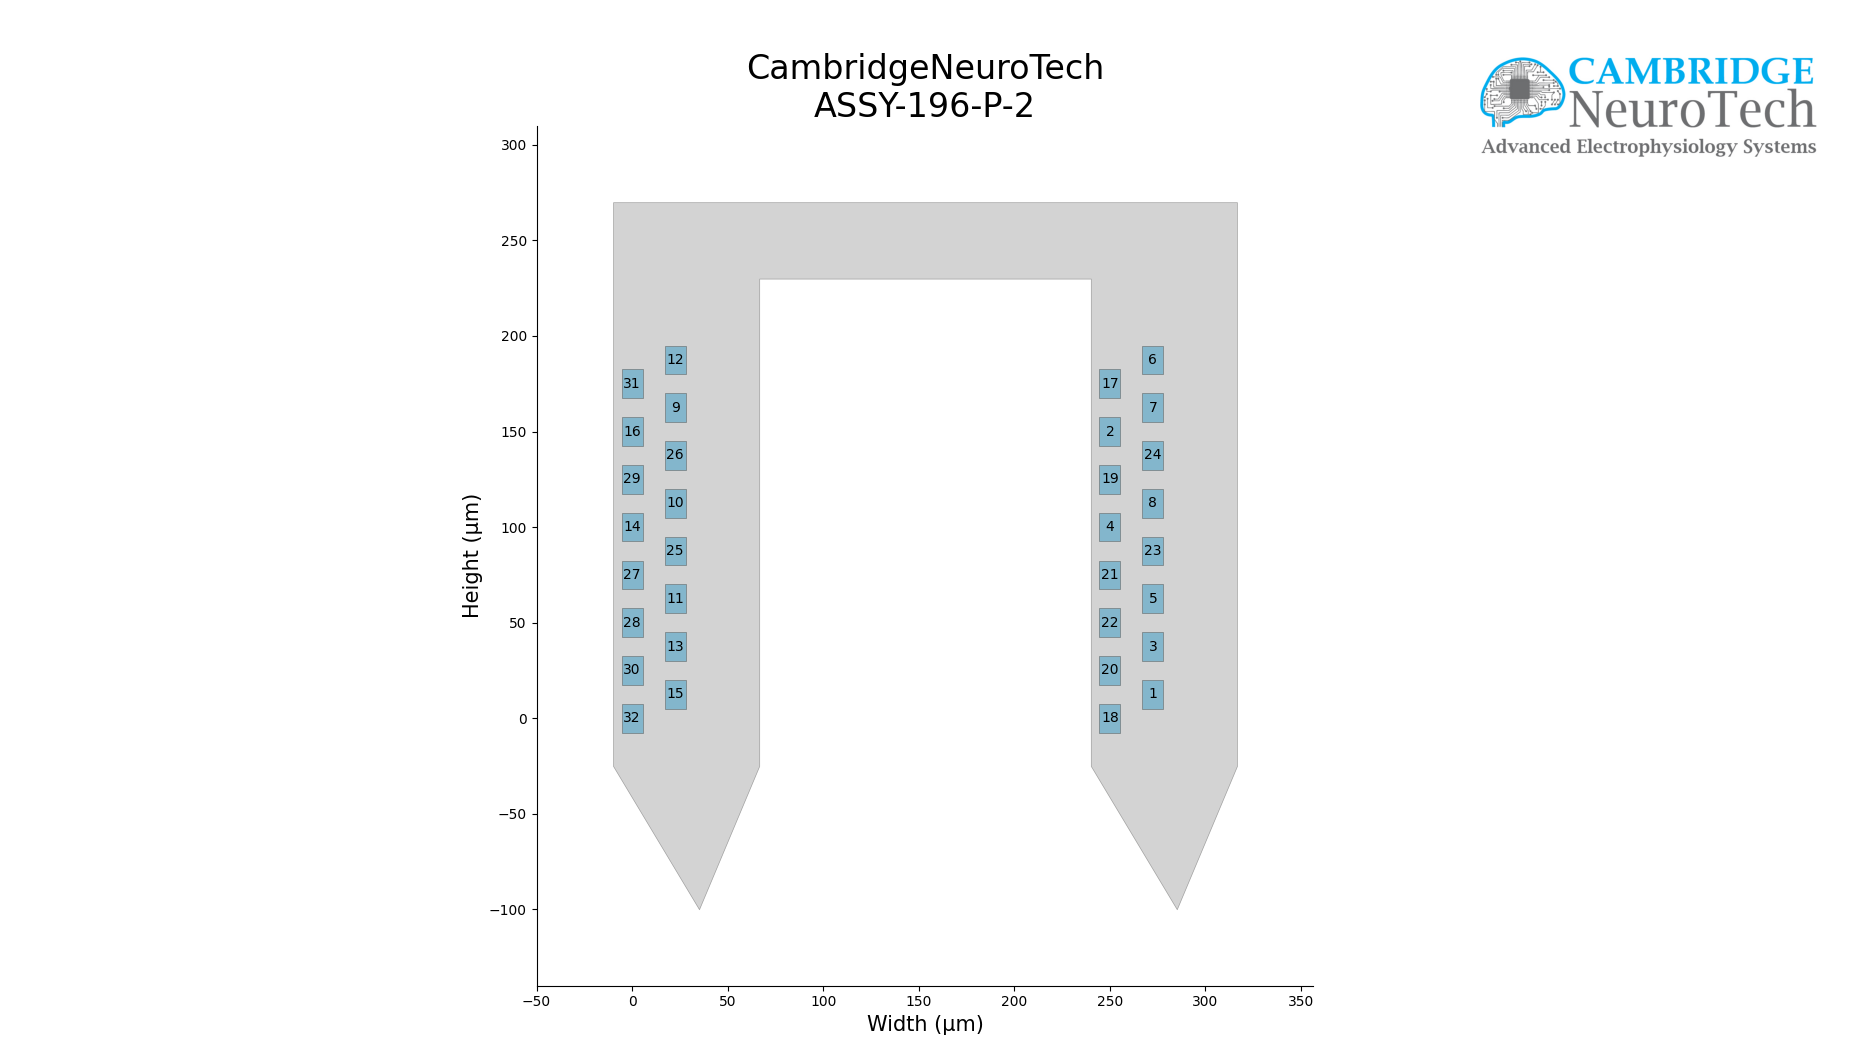 CambridgeNeuroTech
ASSY-196-P-2
CAMBRIDGE
NeuroTech
Advanced Electrophysiology Systems
300
250
200
12 6
31 17
9 7
150 16 2
26 24
29 19
10 8
100 14 4
25 23
27 21
11 5
50 28 22
13 3
30 20
15 1
0 32 18
−50
−100
−50 0 50 100 150 200 250 300 350
Height (μm)
Width (μm)